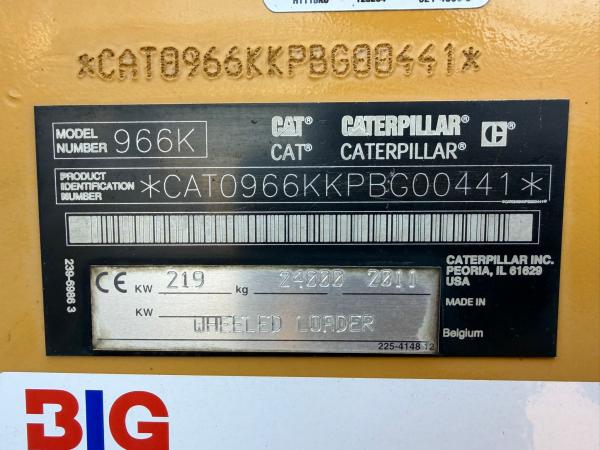 *CAT0966KKPBG00441*
MODEL NUMBER 966K
CAT® CATERPILLAR® C®
CAT® CATERPILLAR®
PRODUCT IDENTIFICATION NUMBER *CAT0966KKPBG00441*
239-6986 3
CATERPILLAR INC.
PEORIA, IL 61629
USA
CE KW 219 kg 24000 2011
MADE IN
KW
WHEELED LOADER
Belgium
225-4148 12
BIG